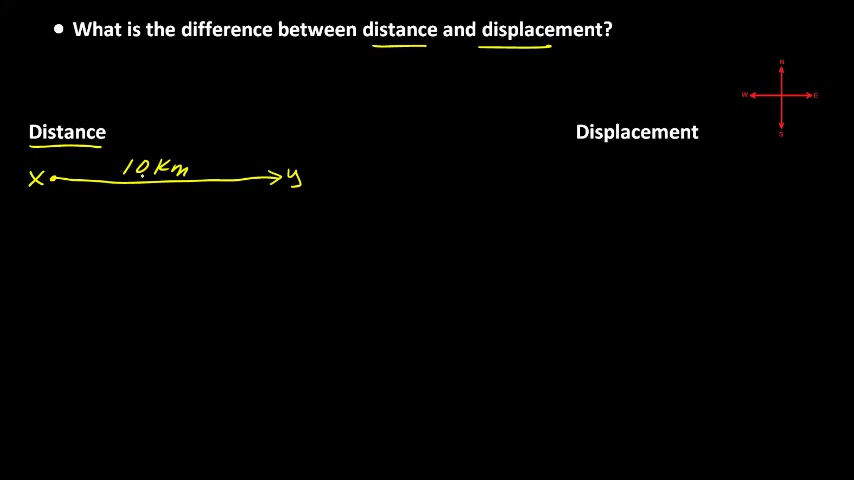 • What is the difference between distance and displacement?
N
W E
S
Distance
Displacement
10 Km
x y